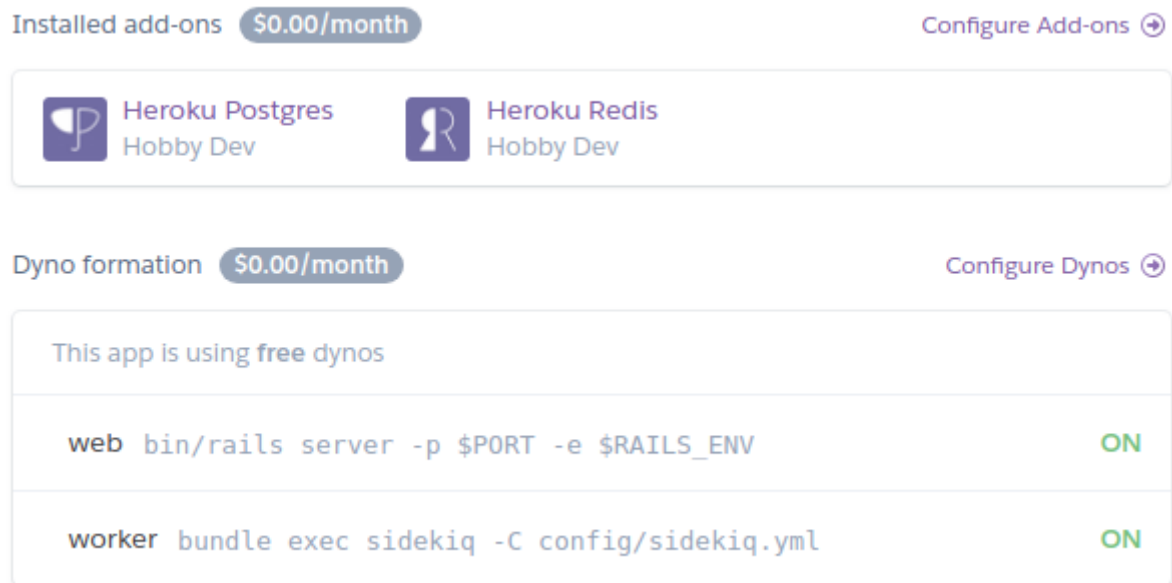 Installed add-ons $0.00/month Configure Add-ons
Heroku Postgres Heroku Redis
Hobby Dev Hobby Dev
Dyno formation $0.00/month Configure Dynos
This app is using free dynos
web bin/rails server -p $PORT -e $RAILS_ENV ON
worker bundle exec sidekiq -C config/sidekiq.yml ON